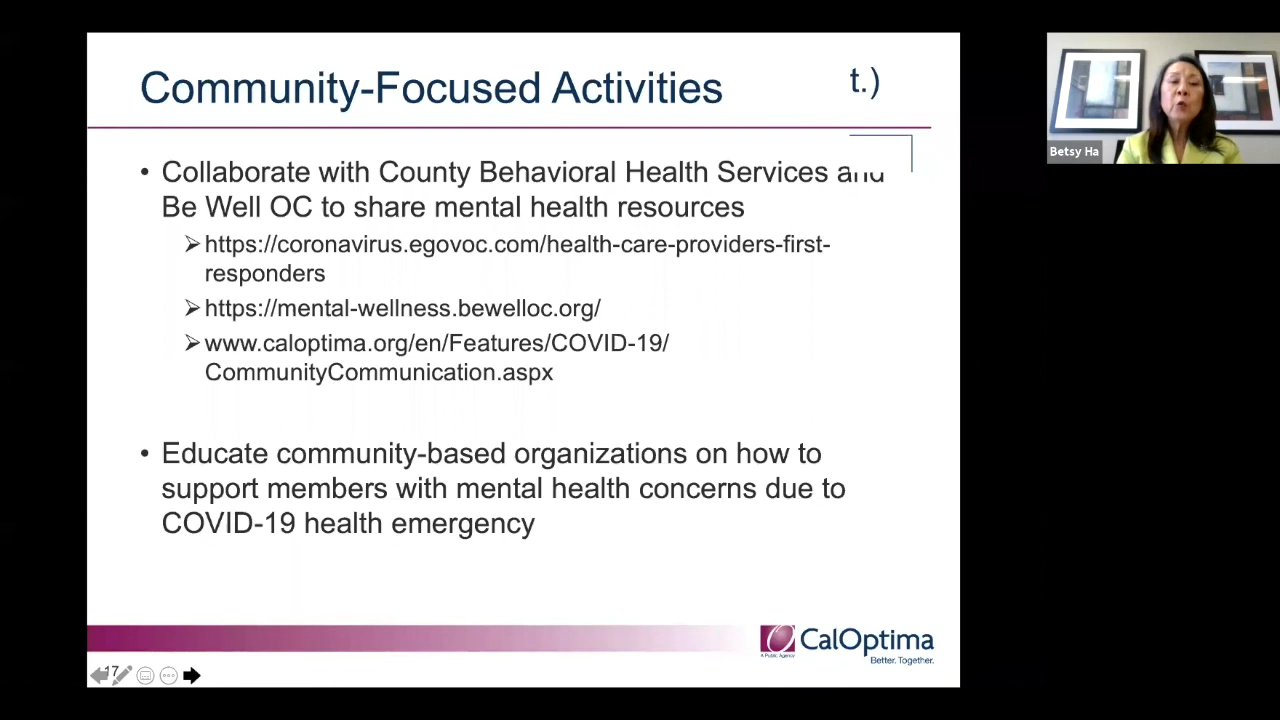 Community-Focused Activities
t.)
• Collaborate with County Behavioral Health Services and
Be Well OC to share mental health resources
➢https://coronavirus.egovoc.com/health-care-providers-first-
responders
➢https://mental-wellness.bewelloc.org/
➢www.caloptima.org/en/Features/COVID-19/
CommunityCommunication.aspx
• Educate community-based organizations on how to
support members with mental health concerns due to
COVID-19 health emergency
CalOptima
A Public Agency
Better. Together.
17
Betsy Ha